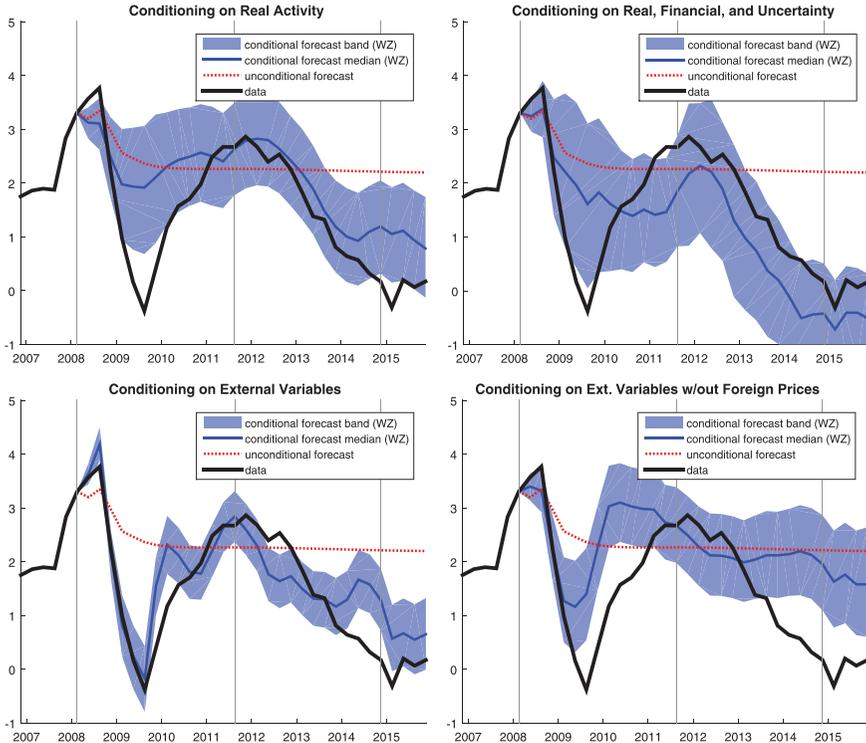 Conditioning on Real Activity
5
4
3
2
1
0
-1
conditional forecast band (WZ)
conditional forecast median (WZ)
unconditional forecast
data
2007 2008 2009 2010 2011 2012 2013 2014 2015
Conditioning on Real, Financial, and Uncertainty
5
4
3
2
1
0
-1
conditional forecast band (WZ)
conditional forecast median (WZ)
unconditional forecast
data
2007 2008 2009 2010 2011 2012 2013 2014 2015
Conditioning on External Variables
5
4
3
2
1
0
-1
conditional forecast band (WZ)
conditional forecast median (WZ)
unconditional forecast
data
2007 2008 2009 2010 2011 2012 2013 2014 2015
Conditioning on Ext. Variables w/out Foreign Prices
5
4
3
2
1
0
-1
conditional forecast band (WZ)
conditional forecast median (WZ)
unconditional forecast
data
2007 2008 2009 2010 2011 2012 2013 2014 2015